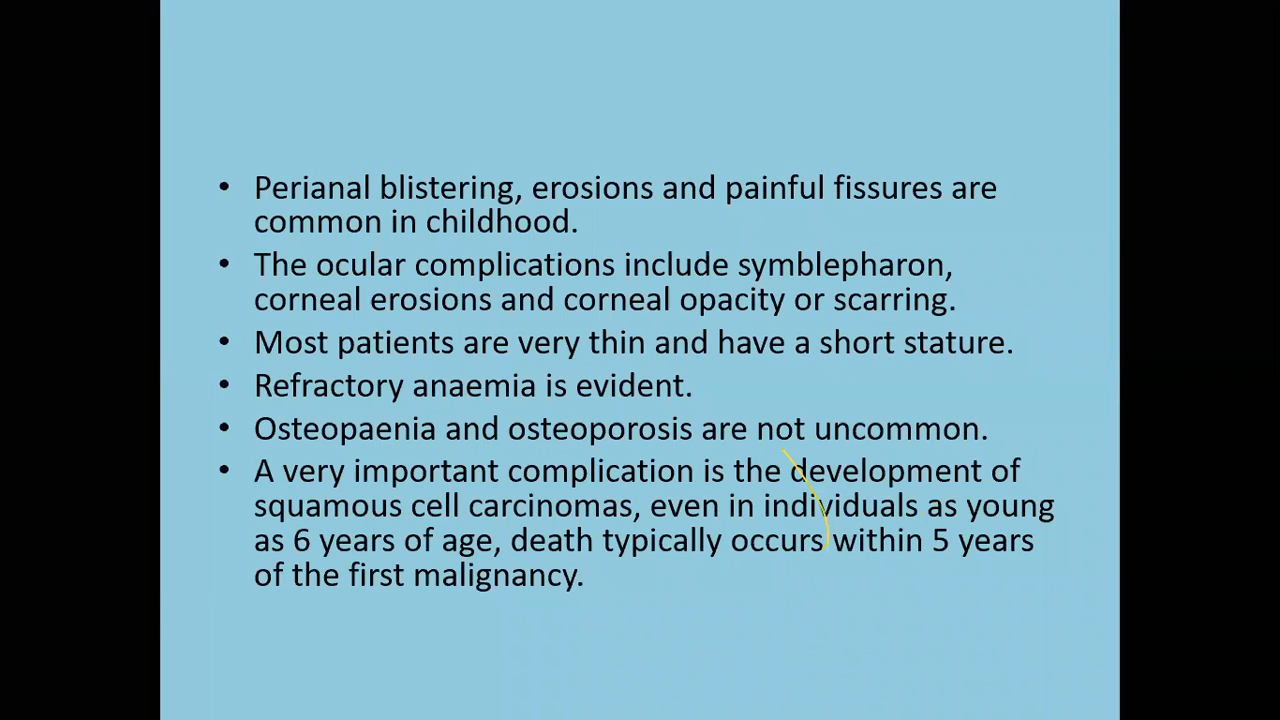 • Perianal blistering, erosions and painful fissures are
common in childhood.
• The ocular complications include symblepharon,
corneal erosions and corneal opacity or scarring.
• Most patients are very thin and have a short stature.
• Refractory anaemia is evident.
• Osteopaenia and osteoporosis are not uncommon.
• A very important complication is the development of
squamous cell carcinomas, even in individuals as young
as 6 years of age, death typically occurs within 5 years
of the first malignancy.